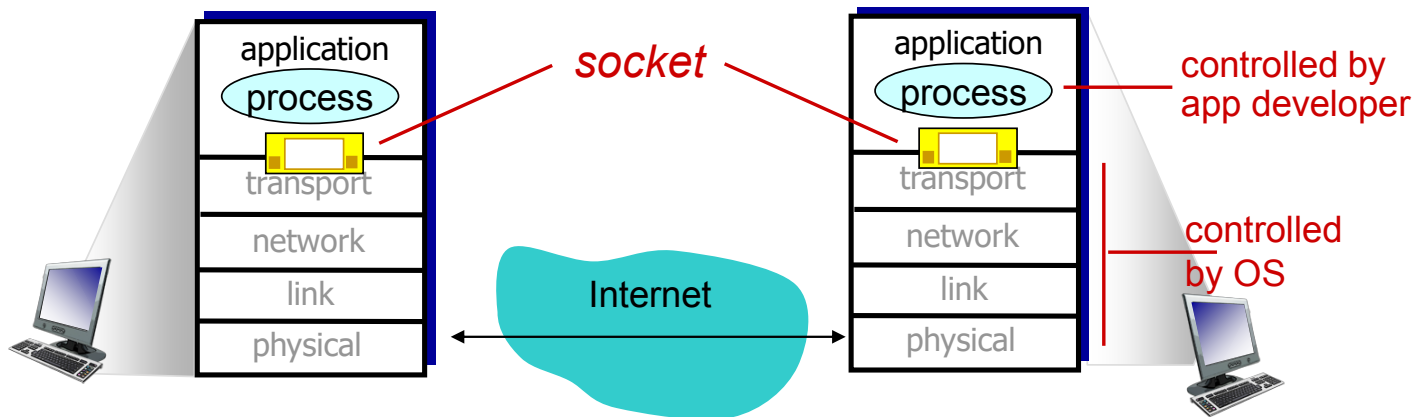 application
process
transport
network
link
physical
socket
Internet
application
process
transport
network
link
physical
controlled by
app developer
controlled
by OS